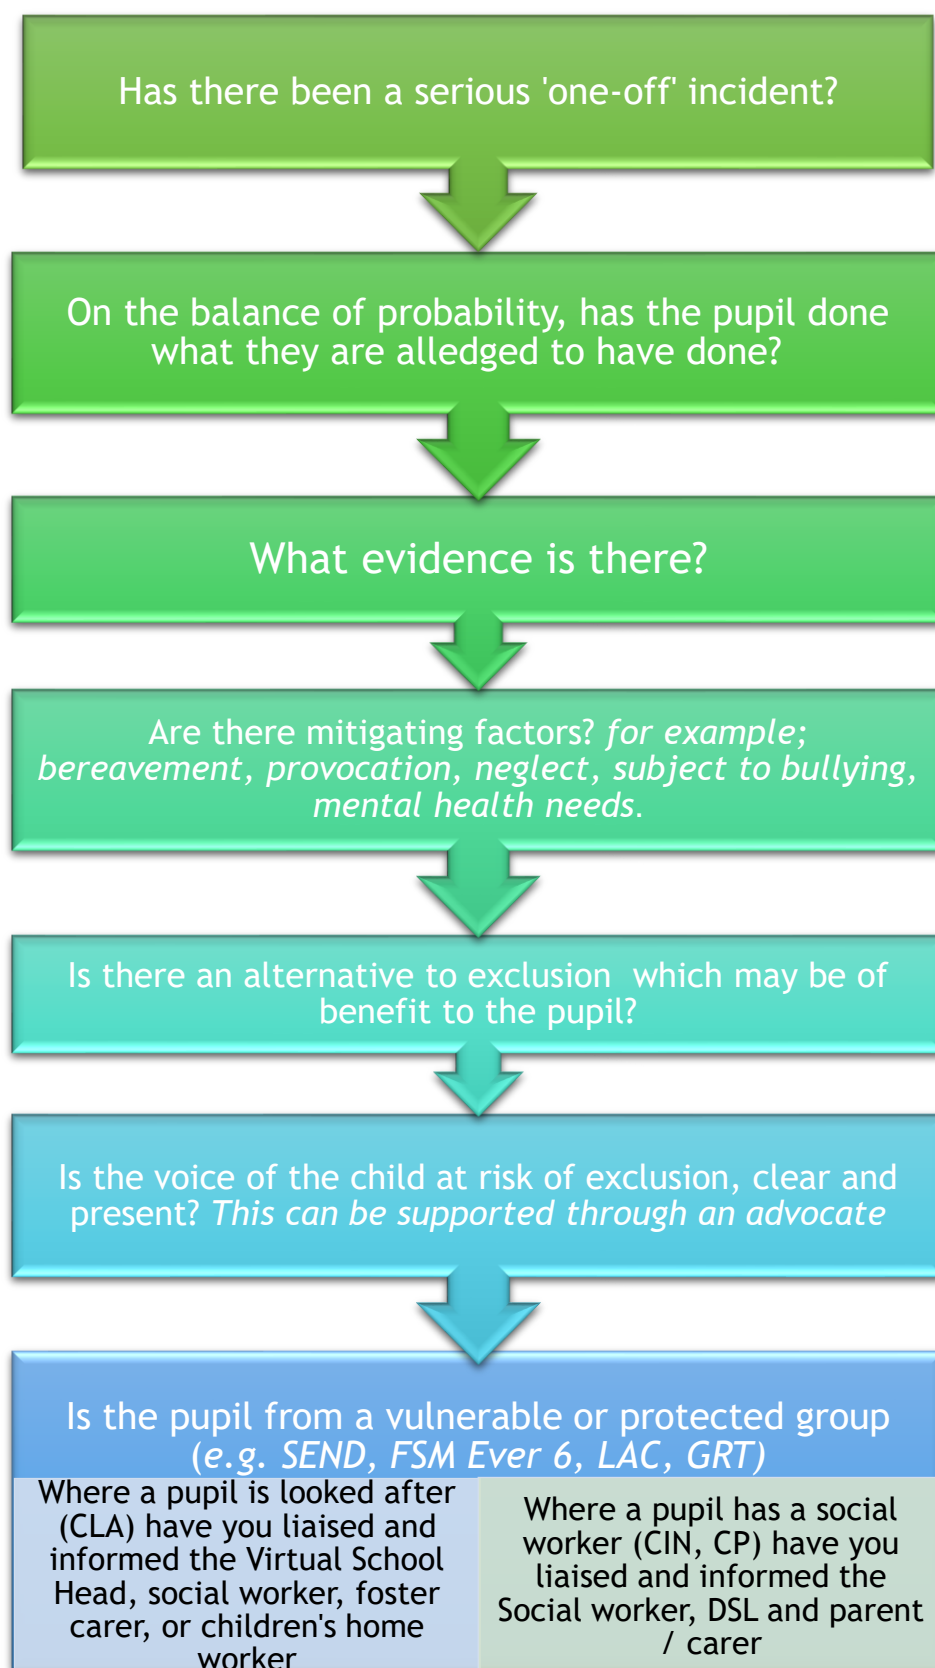 Has there been a serious 'one-off' incident?
On the balance of probability, has the pupil done
what they are alledged to have done?
What evidence is there?
Are there mitigating factors? for example;
bereavement, provocation, neglect, subject to bullying,
mental health needs.
Is there an alternative to exclusion which may be of
benefit to the pupil?
Is the voice of the child at risk of exclusion, clear and
present? This can be supported through an advocate
Is the pupil from a vulnerable or protected group
(e.g. SEND, FSM Ever 6, LAC, GRT)
Where a pupil is looked after
(CLA) have you liaised and
informed the Virtual School
Head, social worker, foster
carer, or children's home
worker
Where a pupil has a social
worker (CIN, CP) have you
liaised and informed the
Social worker, DSL and parent
/ carer